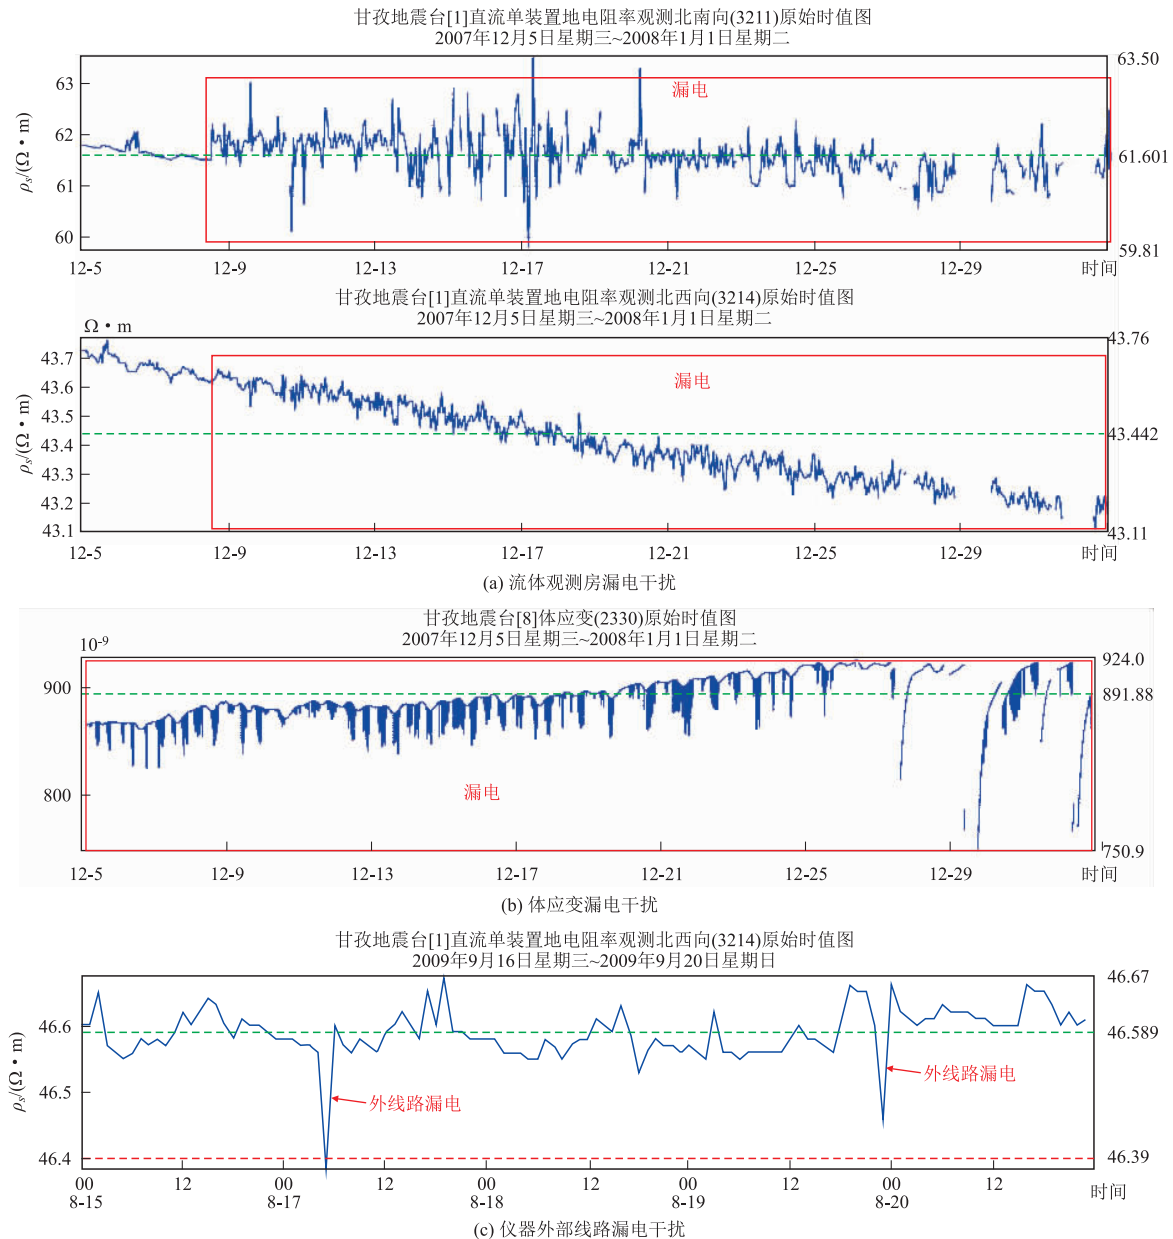 甘孜地震台[1]直流单装置地电阻率观测北南向(3211)原始时值图
2007年12月5日星期三~2008年1月1日星期二
63.50
63
62
61
60
ρs/(Ω•m)
漏电
61.601
59.81
12-5 12-9 12-13 12-17 12-21 12-25 12-29 时间
甘孜地震台[1]直流单装置地电阻率观测北西向(3214)原始时值图
2007年12月5日星期三~2008年1月1日星期二
Ω•m
43.76
43.7
43.6
43.5
43.4
43.3
43.2
43.1
ρs/(Ω•m)
漏电
43.442
43.11
12-5 12-9 12-13 12-17 12-21 12-25 12-29 时间
(a) 流体观测房漏电干扰
甘孜地震台[8]体应变(2330)原始时值图
2007年12月5日星期三~2008年1月1日星期二
10-9
924.0
900
891.88
800
漏电
750.9
12-5 12-9 12-13 12-17 12-21 12-25 12-29 时间
(b) 体应变漏电干扰
甘孜地震台[1]直流单装置地电阻率观测北西向(3214)原始时值图
2009年9月16日星期三~2009年9月20日星期日
46.67
46.6
46.589
46.5
46.4
ρs/(Ω•m)
外线路漏电
外线路漏电
46.39
00 12 00 12 00 12 00 12 00 12
8-15 8-17 8-18 8-19 8-20 时间
(c) 仪器外部线路漏电干扰